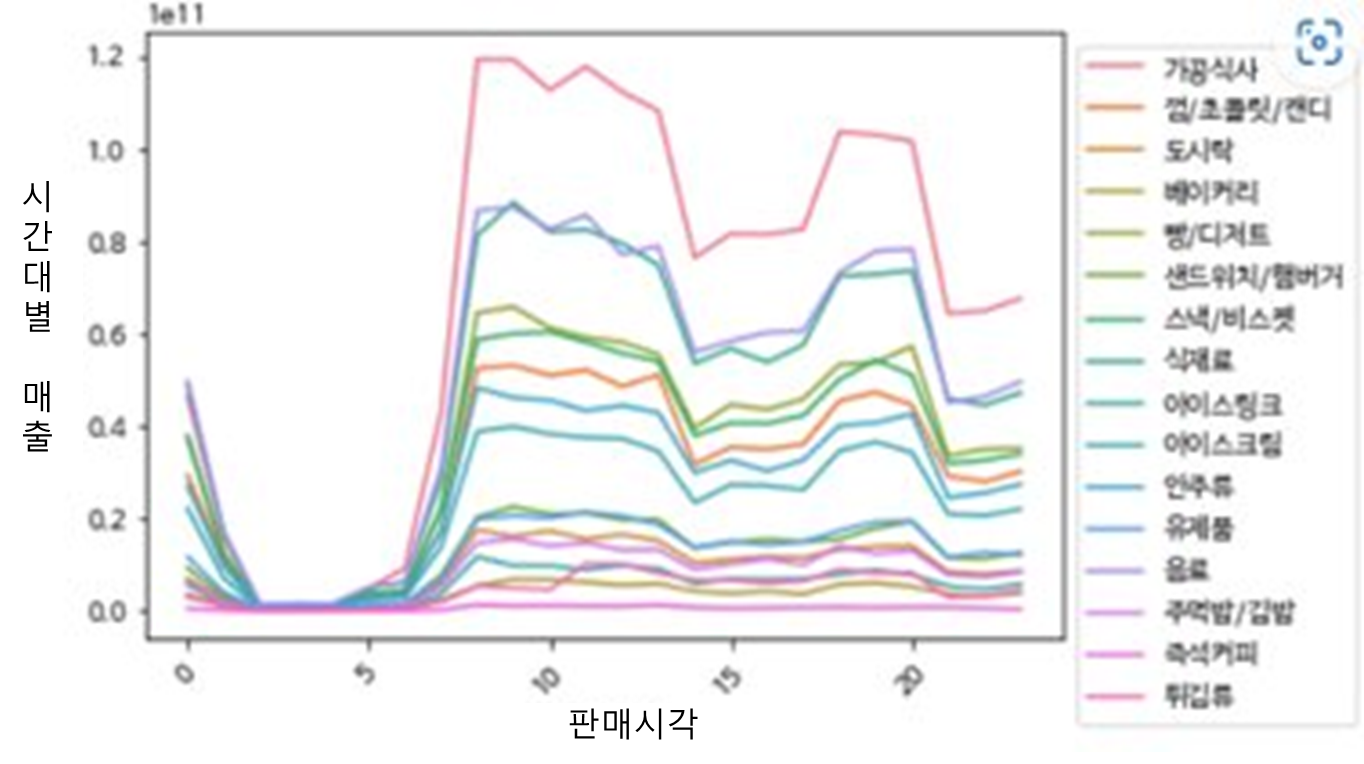 1e11
1.2
1.0
0.8
0.6
0.4
0.2
0.0
시간대별 매출
0 5 10 15 20
판매시각
가공식사
껌/초콜릿/캔디
도시락
베이커리
빵/디저트
샌드위치/햄버거
스낵/비스켓
식재료
아이스링크
아이스크림
안주류
유제품
음료
주먹밥/김밥
즉석커피
튀김류